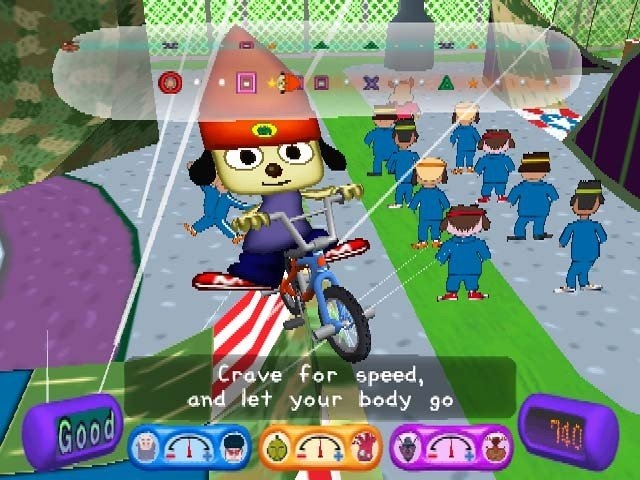 Crave for speed,
and let your body go
Good
740